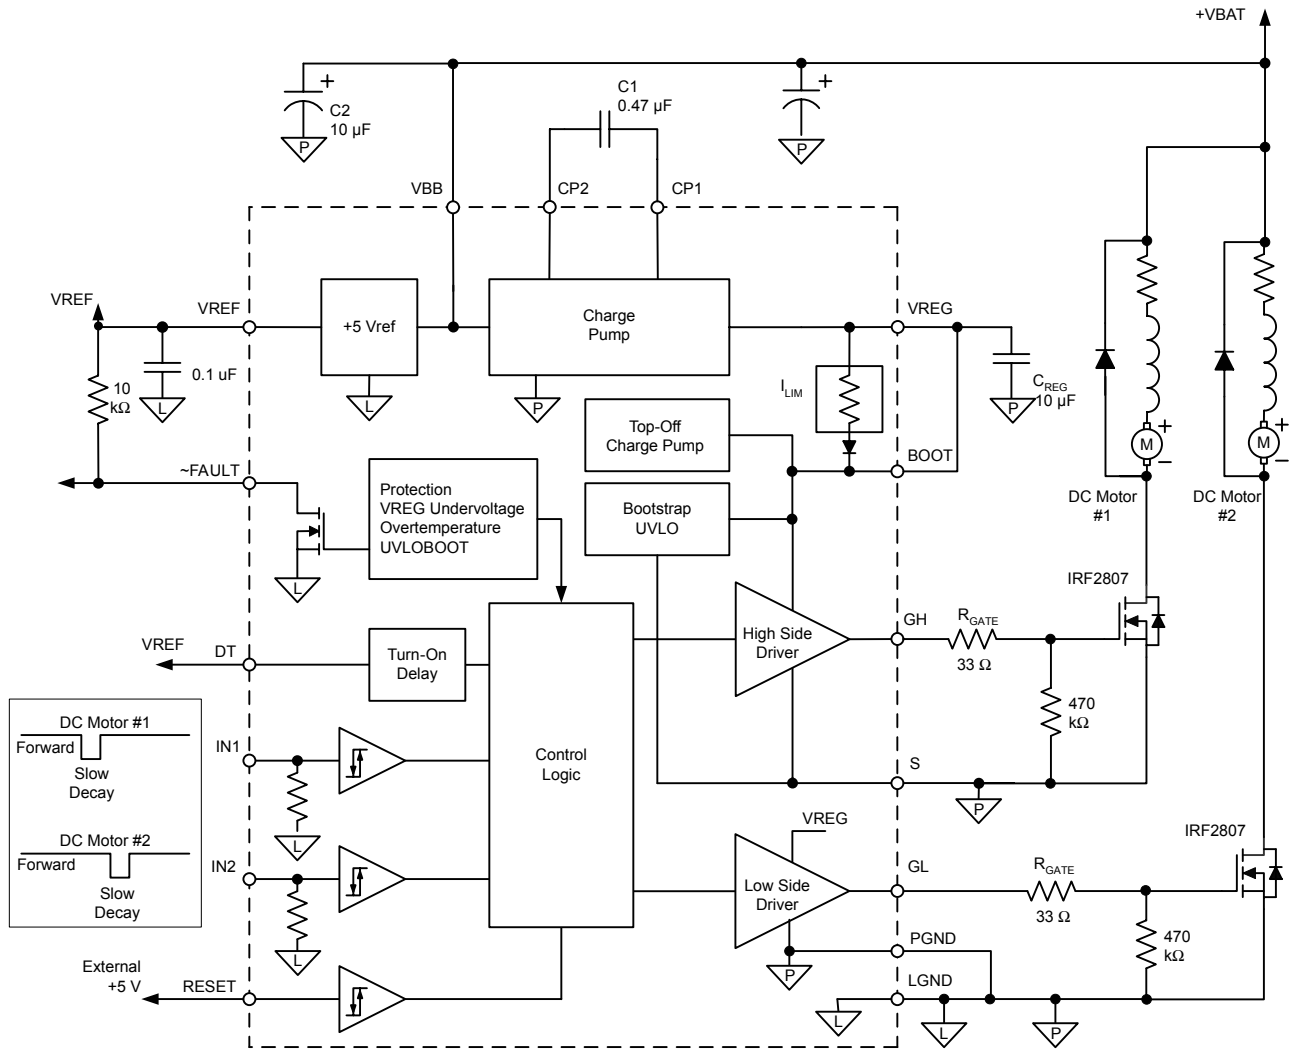 +VBAT
C1
0.47 µF
+
C2
10 µF
P
+
P
VBB
CP2
CP1
VREF
VREF
+5 Vref
Charge
Pump
VREG
10
kΩ
0.1 uF
L
L
P
I LIM
C REG
10 µF
P
Top-Off
Charge Pump
BOOT
M
+
–
M
+
–
DC Motor
#1
DC Motor
#2
~FAULT
Protection
VREG Undervoltage
Overtemperature
UVLOBOOT
Bootstrap
UVLO
L
IRF2807
VREF
DT
Turn-On
Delay
High Side
Driver
GH
R GATE
33 Ω
470
kΩ
DC Motor #1
Forward
Slow
Decay
IN1
Control
Logic
S
P
L
DC Motor #2
Forward
Slow
Decay
IN2
VREG
IRF2807
Low Side
Driver
GL
R GATE
33 Ω
L
PGND
P
470
kΩ
External
+5 V
RESET
LGND
L
L
P